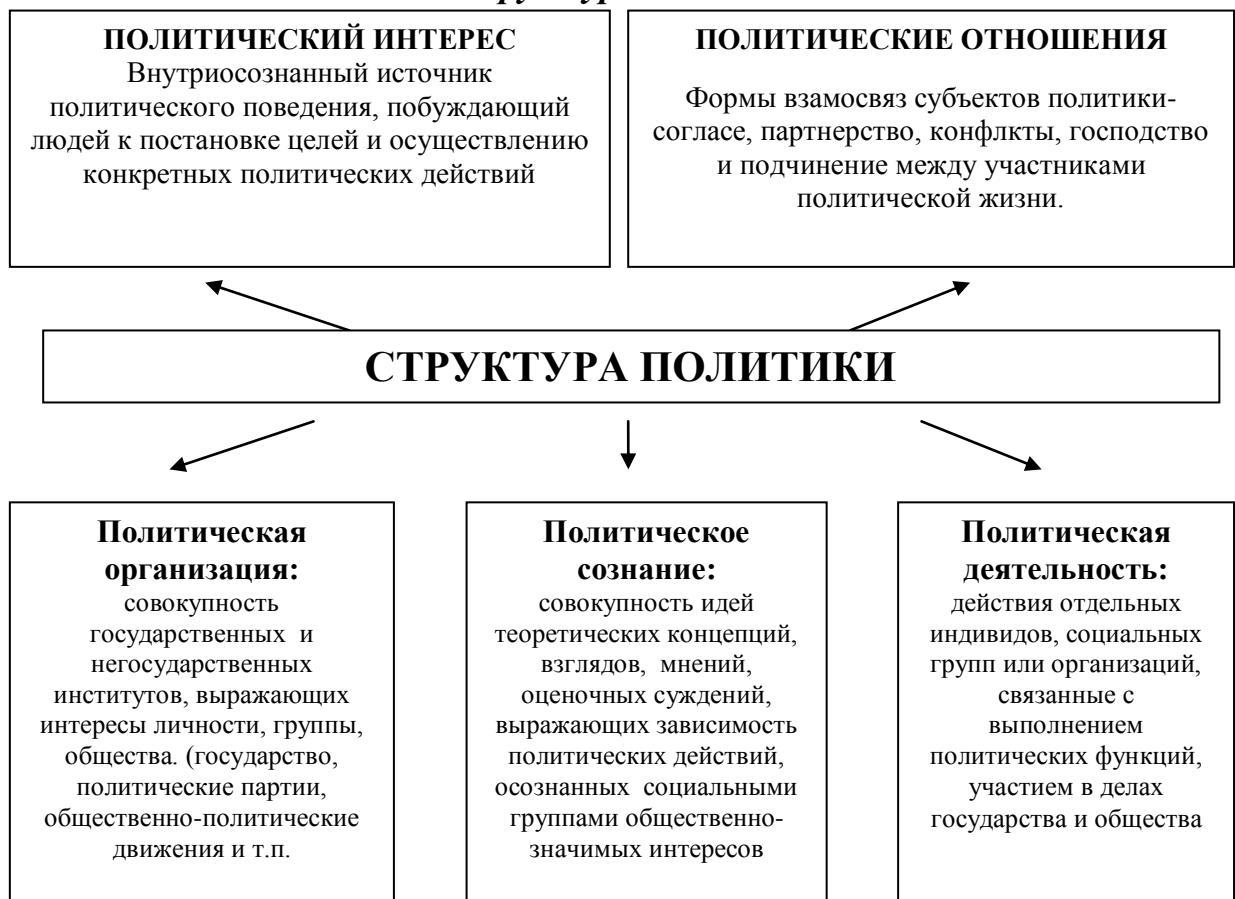 ПОЛИТИЧЕСКИЙ ИНТЕРЕС
Внутриосознанный источник
политического поведения, побуждающий
людей к постановке целей и осуществлению
конкретных политических действий
ПОЛИТИЧЕСКИЕ ОТНОШЕНИЯ
Формы взамосвяз субъектов политики-
согласе, партнерство, конфлкты, господство
и подчинение между участниками
политической жизни.
СТРУКТУРА ПОЛИТИКИ
Политическая
организация:
совокупность
государственных и
негосударственных
институтов, выражающих
интересы личности, группы,
общества. (государство,
политические партии,
общественно-политические
движения и т.п.
Политическое
сознание:
совокупность идей
теоретических концепций,
взглядов, мнений,
оценочных суждений,
выражающих зависимость
политических действий,
осознанных социальными
группами общественно-
значимых интересов
Политическая
деятельность:
действия отдельных
индивидов, социальных
групп или организаций,
связанные с
выполнением
политических функций,
участием в делах
государства и общества